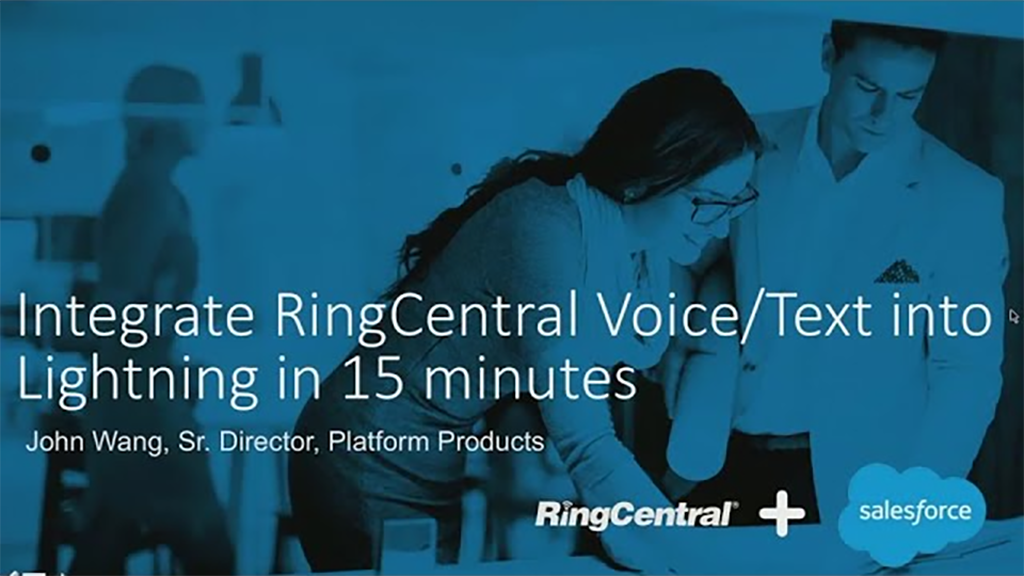 Integrate RingCentral Voice/Text into
Lightning in 15 minutes
John Wang, Sr. Director, Platform Products
RingCentral® + salesforce